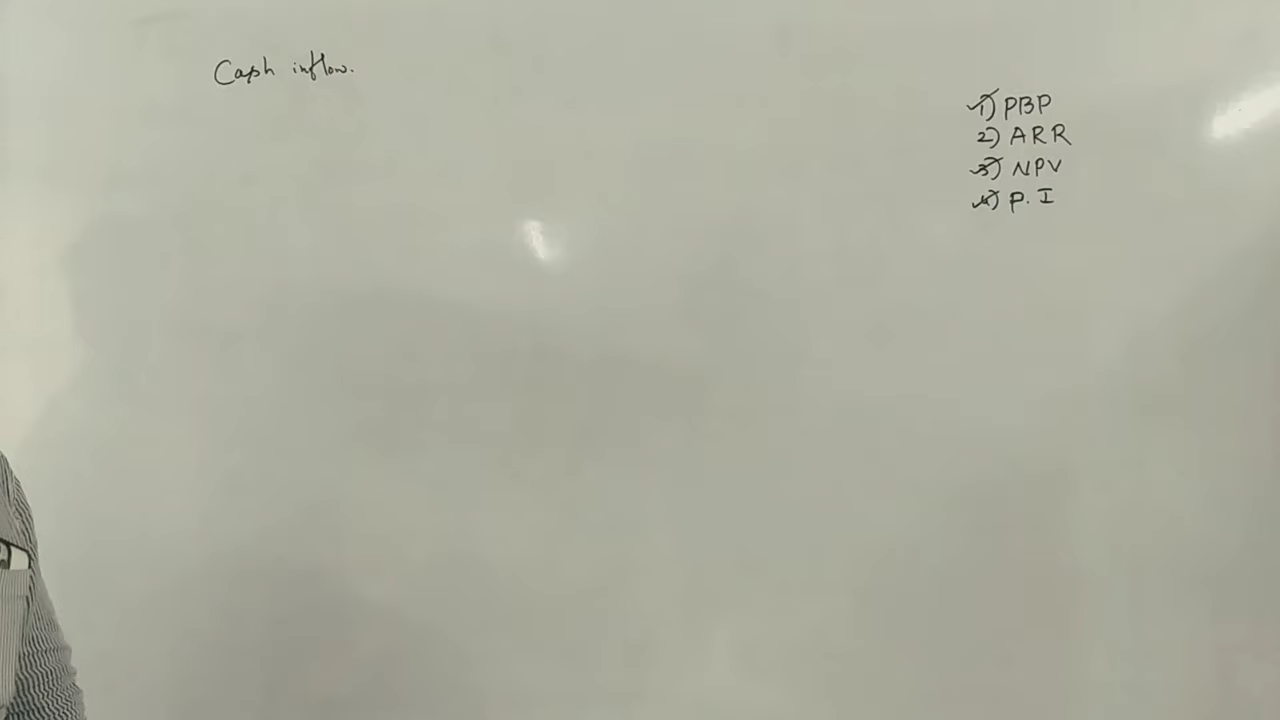 Cash inflow.
1) PBP
2) ARR
3) NPV
4) P.I